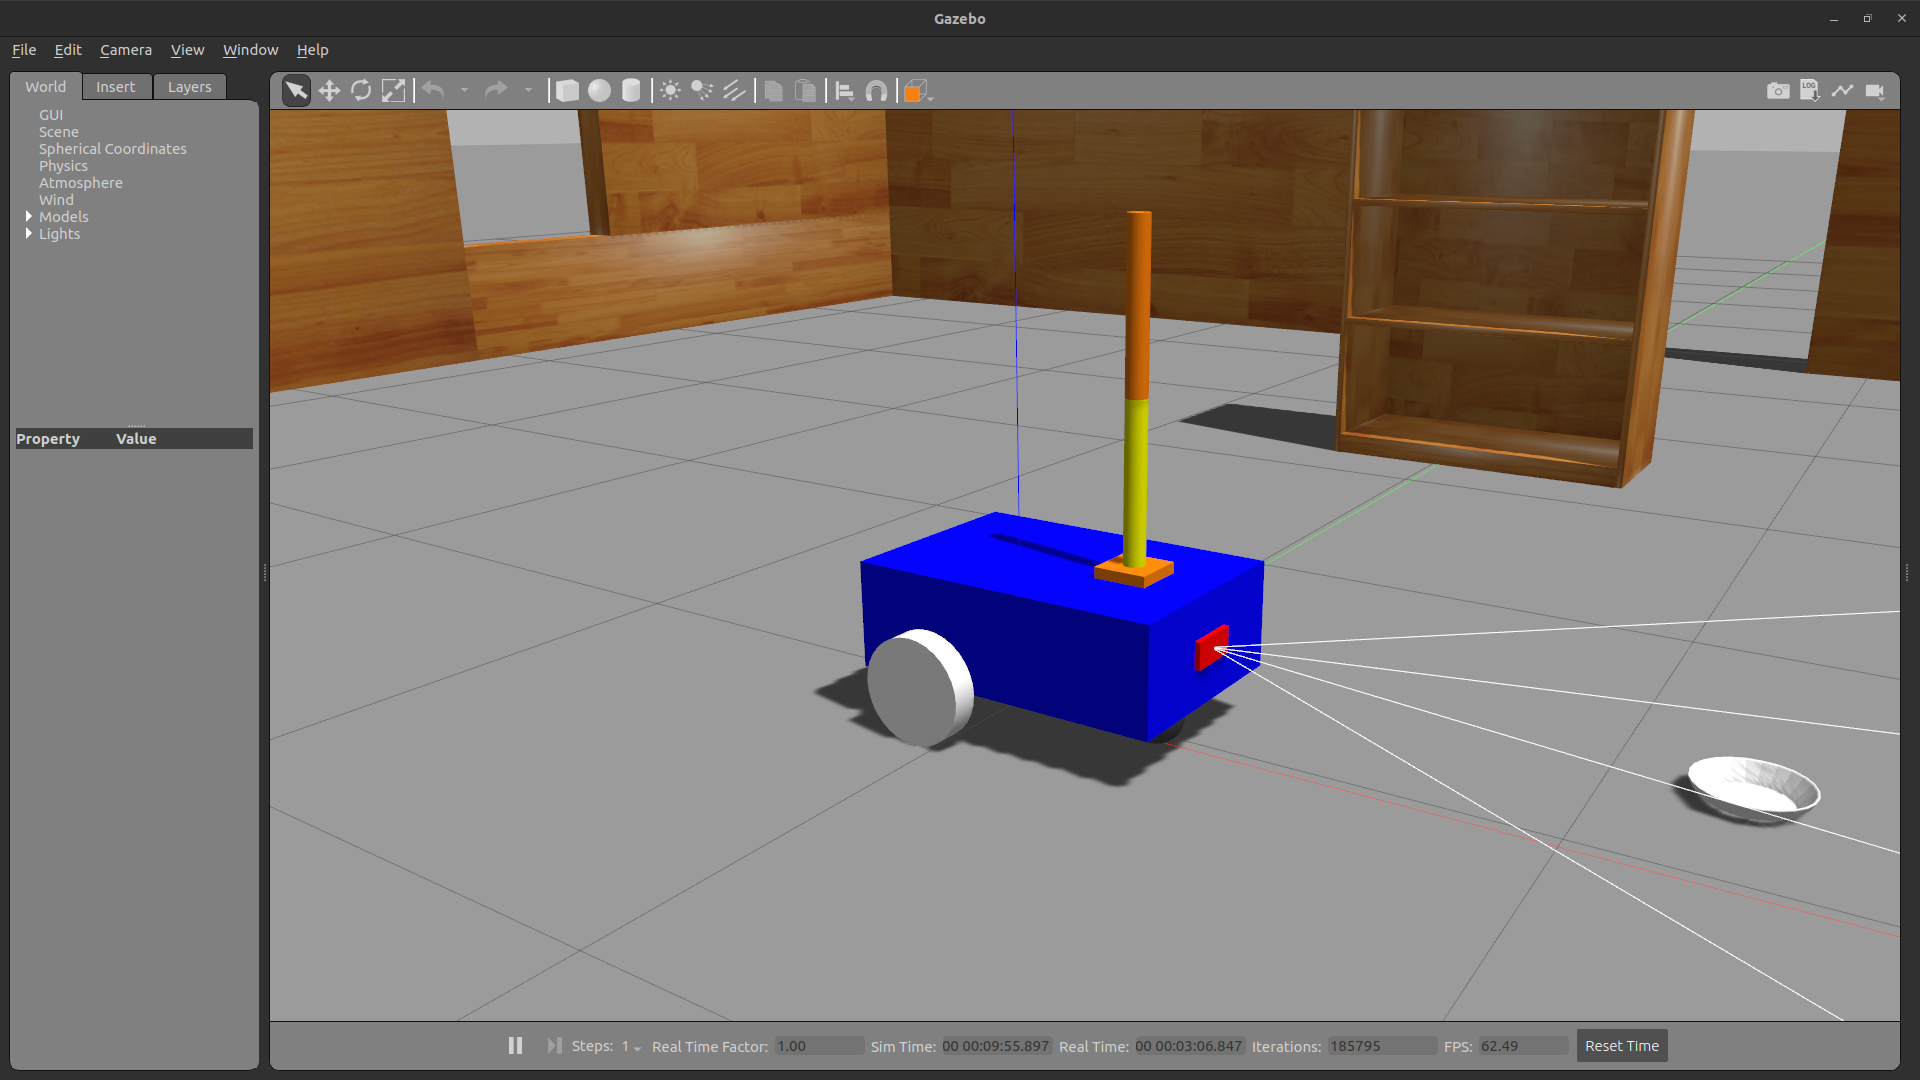 Gazebo
File Edit Camera View Window Help
World Insert Layers
LOG
GUI
Scene
Spherical Coordinates
Physics
Atmosphere
Wind
Models
Lights
Property Value
Steps: 1 Real Time Factor: 1.00 Sim Time: 00 00:09:55.897 Real Time: 00 00:03:06.847 Iterations: 185795 FPS: 62.49 Reset Time